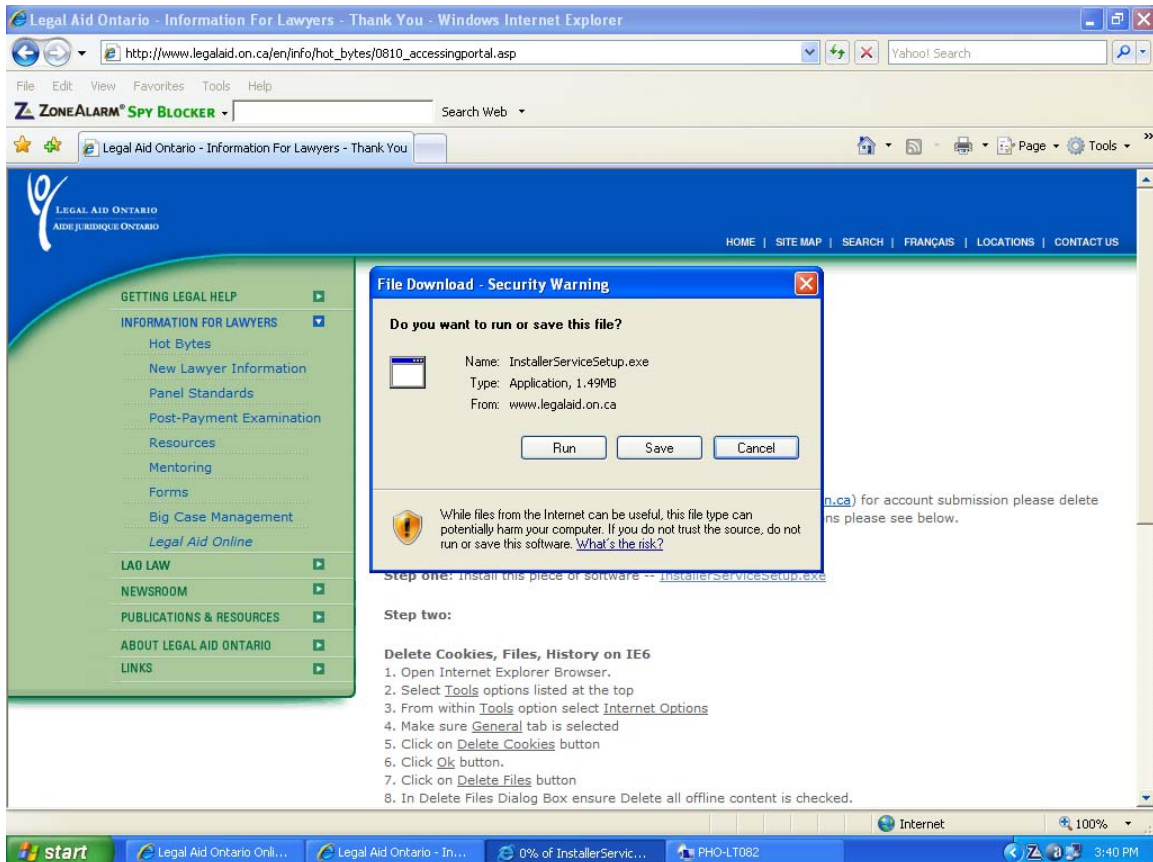 Legal Aid Ontario - Information For Lawyers - Thank You - Windows Internet Explorer
http://www.legalaid.on.ca/en/info/hot_bytes/0810_accessingportal.asp
Yahoo! Search
File Edit View Favorites Tools Help
ZA ZONEALARM® SPY BLOCKER
Search Web
Legal Aid Ontario - Information For Lawyers - Thank You
Page Tools »
LEGAL AID ONTARIO
AIDE JURIDIQUE ONTARIO
HOME | SITE MAP | SEARCH | FRANÇAIS | LOCATIONS | CONTACT US
GETTING LEGAL HELP
INFORMATION FOR LAWYERS
Hot Bytes
New Lawyer Information
Panel Standards
Post-Payment Examination
Resources
Mentoring
Forms
Big Case Management
Legal Aid Online
LAO LAW
NEWSROOM
PUBLICATIONS & RESOURCES
ABOUT LEGAL AID ONTARIO
LINKS
File Download - Security Warning
Do you want to run or save this file?
Name: InstallerServiceSetup.exe
Type: Application, 1.49MB
From: www.legalaid.on.ca
Run Save Cancel
While files from the Internet can be useful, this file type can
potentially harm your computer. If you do not trust the source, do not
run or save this software. What's the risk?
n.ca) for account submission please delete
ns please see below.
Step one: Install this piece of software -- InstallerServiceSetup.exe
Step two:
Delete Cookies, Files, History on IE6
1. Open Internet Explorer Browser.
2. Select Tools options listed at the top
3. From within Tools option select Internet Options
4. Make sure General tab is selected
5. Click on Delete Cookies button
6. Click Ok button.
7. Click on Delete Files button
8. In Delete Files Dialog Box ensure Delete all offline content is checked.
Internet 100%
start
Legal Aid Ontario Onli...
Legal Aid Ontario - In...
0% of InstallerServic...
PHO-LT082
3:40 PM